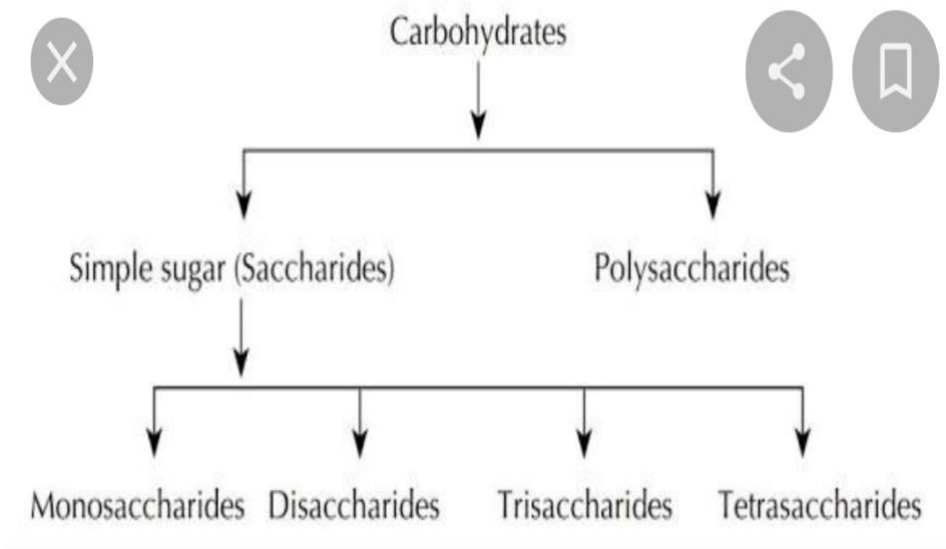 Carbohydrates
Simple sugar (Saccharides)
Polysaccharides
Monosaccharides
Disaccharides
Trisaccharides
Tetrasaccharides